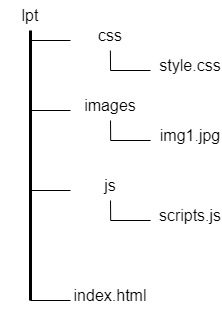 lpt
css
style.css
images
img1.jpg
js
scripts.js
index.html